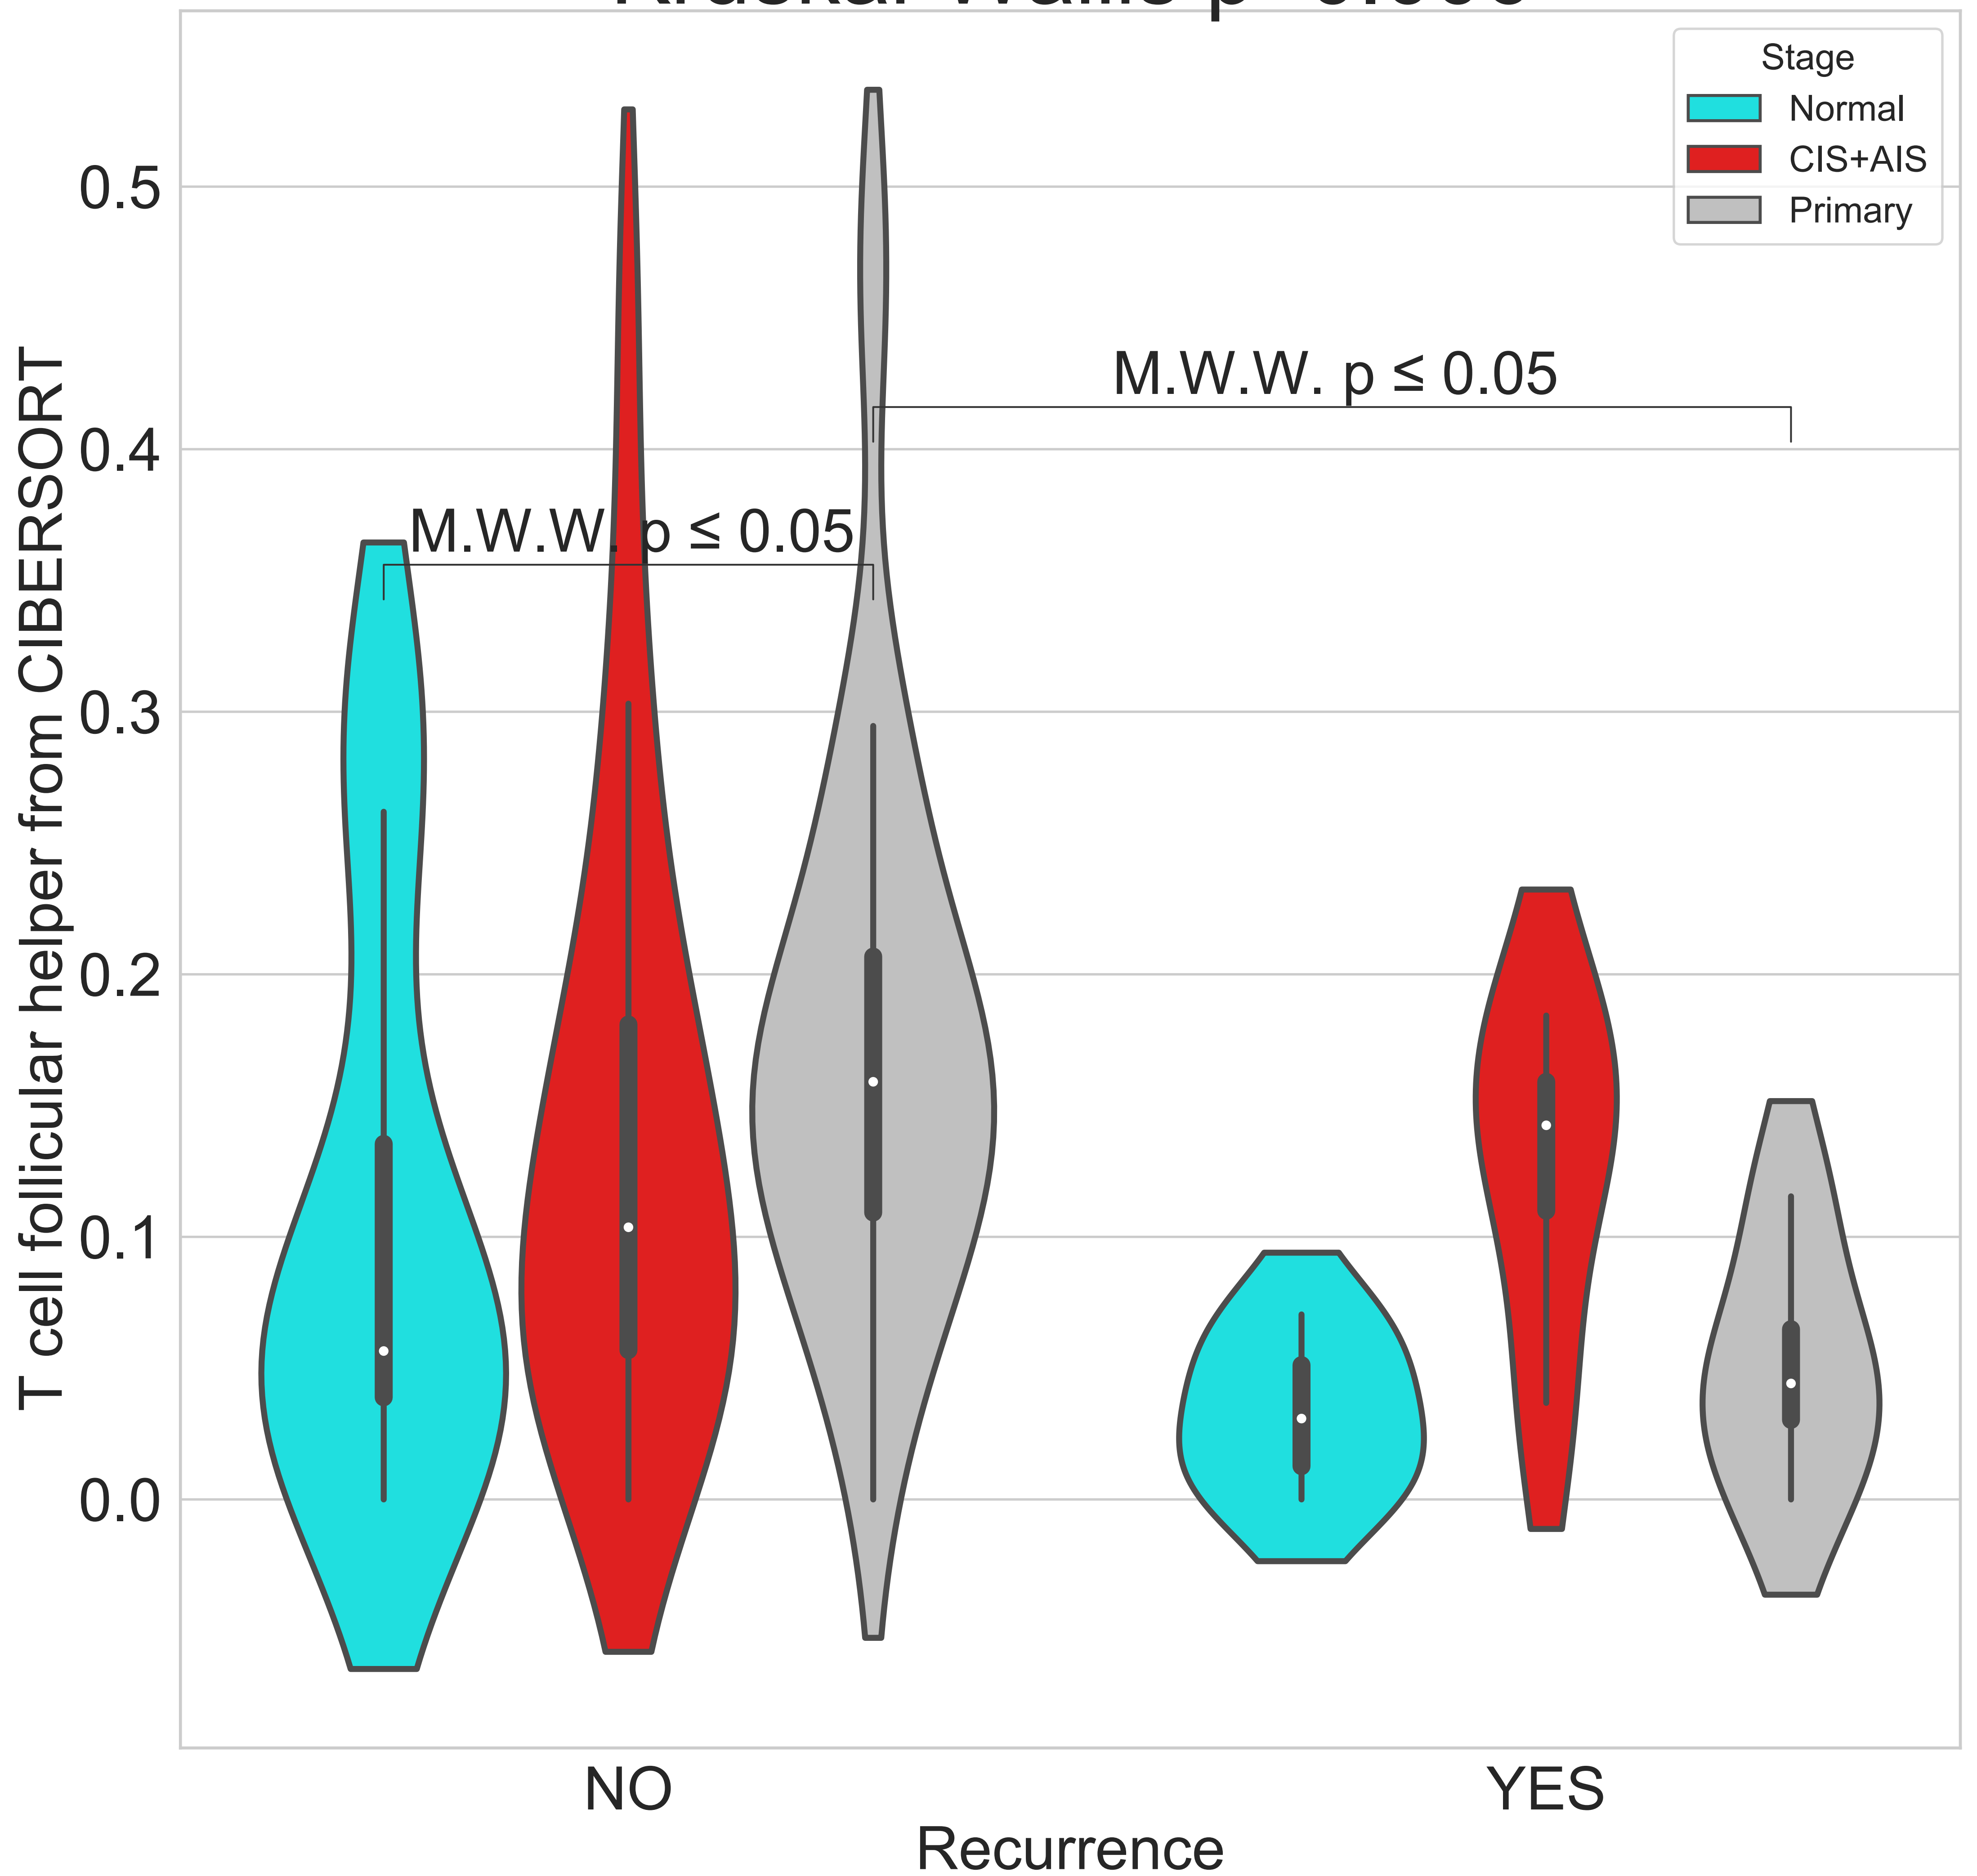 Stage
Normal
CIS+AIS
Primary
M.W.W. p ≤ 0.05
M.W.W. p ≤ 0.05
T cell follicular helper from CIBERSORT
0.5
0.4
0.3
0.2
0.1
0.0
NO
YES
Recurrence